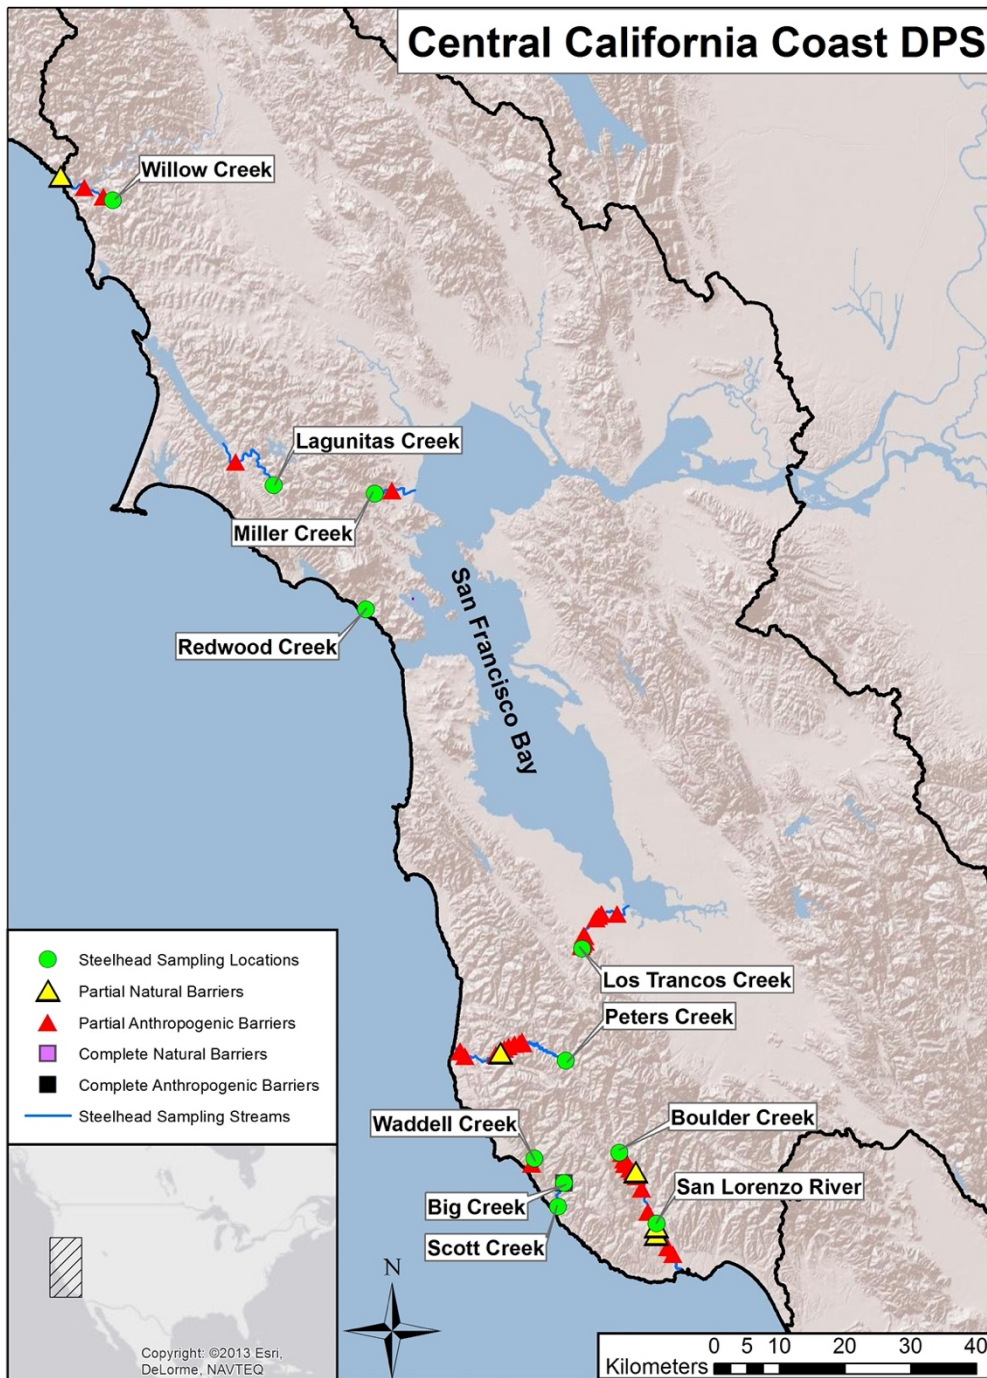 Central California Coast DPS
Willow Creek
Lagunitas Creek
Miller Creek
San Francisco Bay
Redwood Creek
Los Trancos Creek
Peters Creek
Waddell Creek
Boulder Creek
Big Creek
San Lorenzo River
Scott Creek
Steelhead Sampling Locations
Partial Natural Barriers
Partial Anthropogenic Barriers
Complete Natural Barriers
Complete Anthropogenic Barriers
Steelhead Sampling Streams
Copyright: ©2013 Esri,
DeLorme, NAVTEQ
N
0 5 10 20 30 40
Kilometers